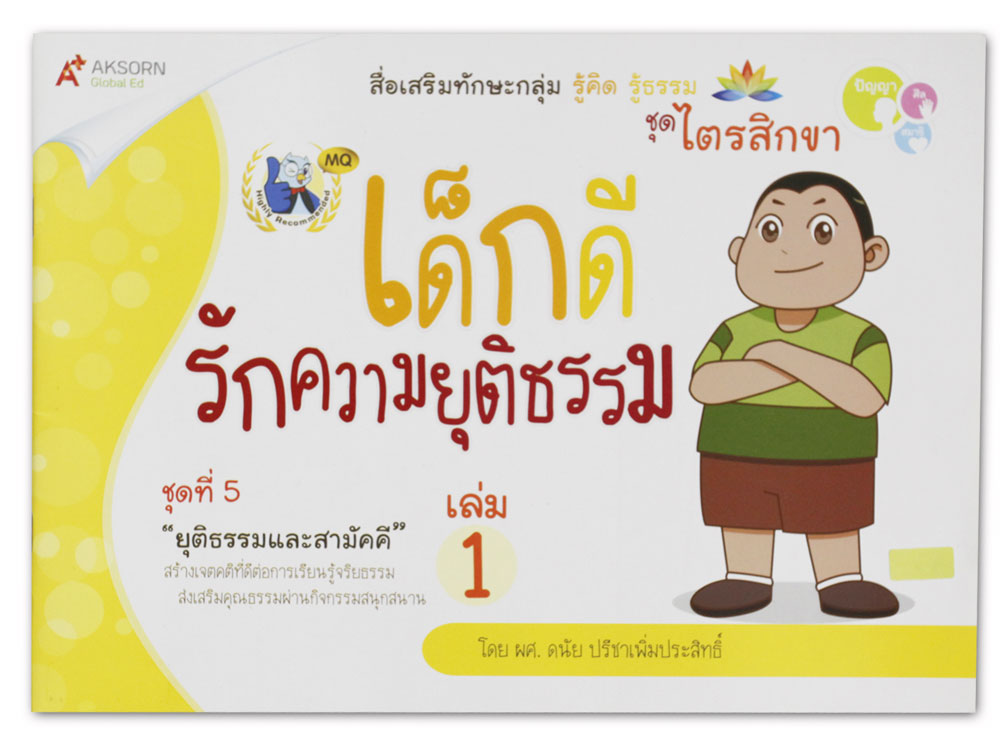 AKSORN
Global Ed
สื่อเสริมทักษะกลุ่ม รู้คิด รู้ธรรม
ชุดไตรสิกขา
ปัญญา
ศีล
สมาธิ
MQ
Highly Recommended
เด็กดี
รักความยุติธรรม
ชุดที่ 5
“ยุติธรรมและสามัคคี”
สร้างเจตคติที่ดีต่อการเรียนรู้จริยธรรม
ส่งเสริมคุณธรรมผ่านกิจกรรมสนุกสนาน
เล่ม
1
โดย ผศ. ดนัย ปรีชาเพิ่มประสิทธิ์